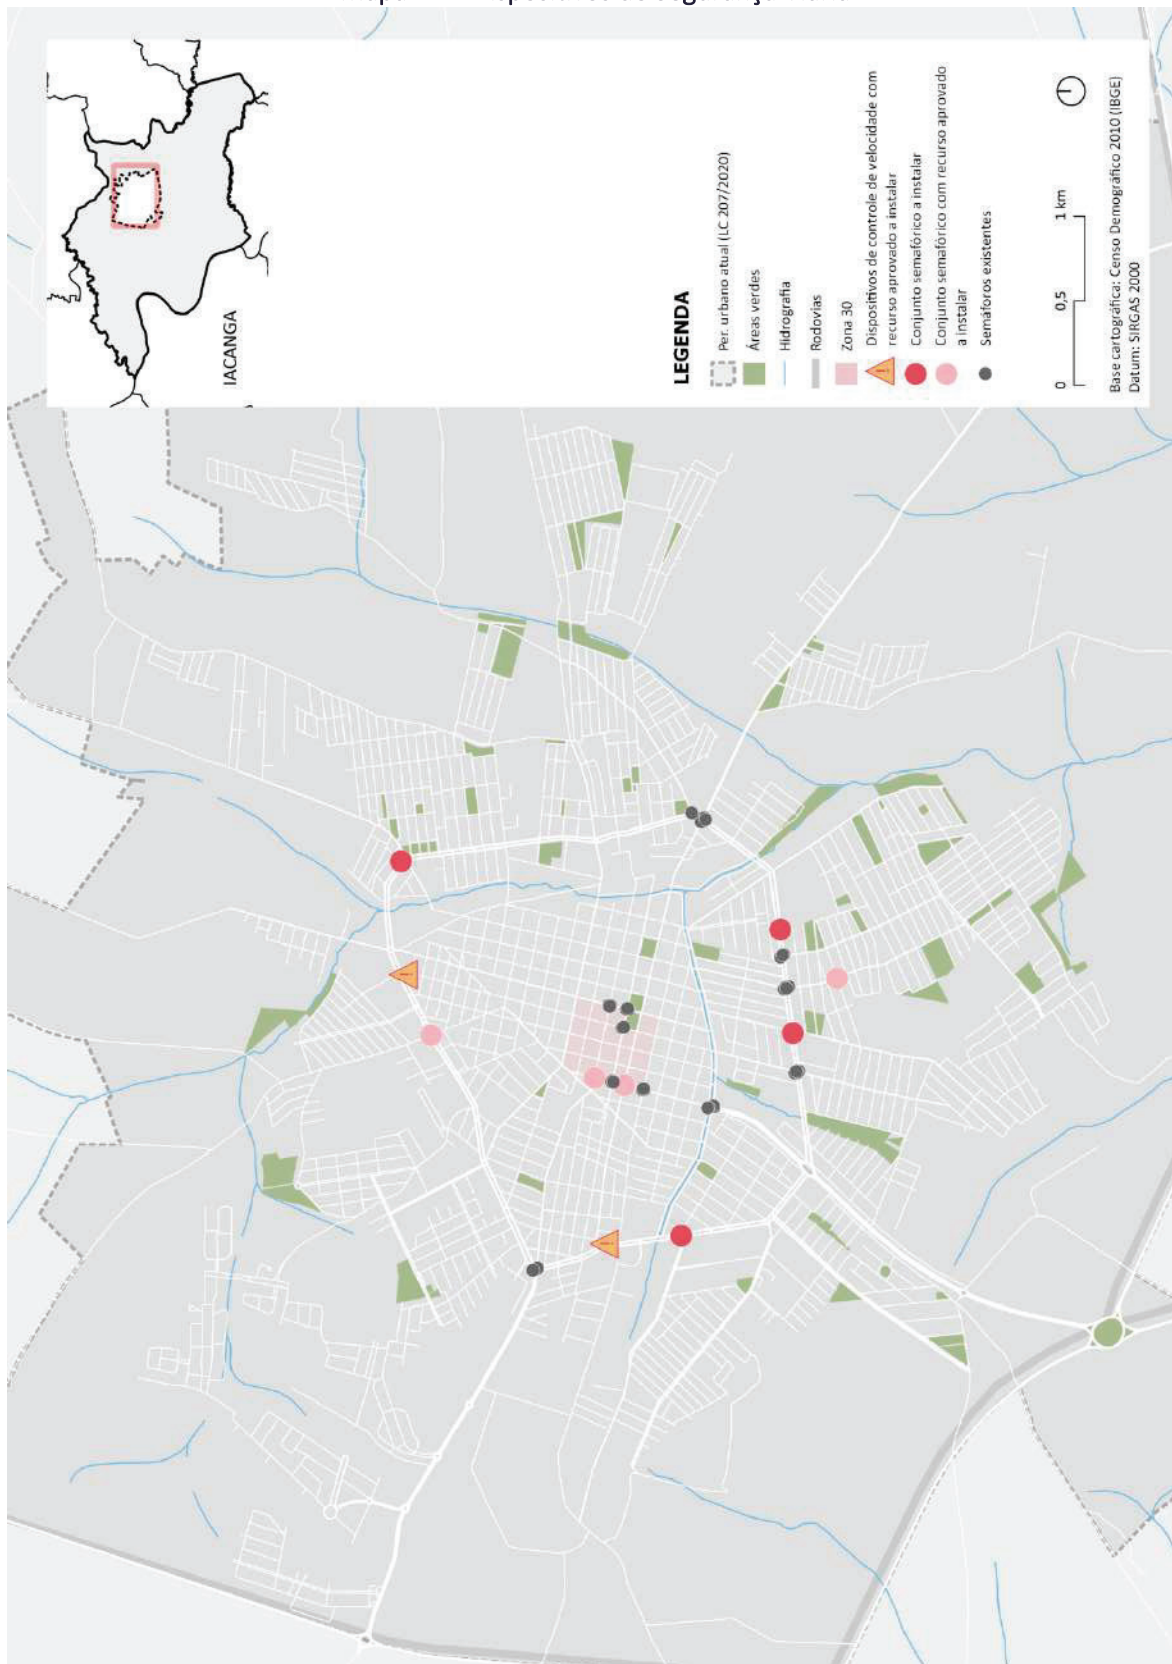 IACANGA
LEGENDA
Per. urbano atual (LC 207/2020)
Áreas verdes
Hidrografia
Rodovias
Zona 30
Dispositivos de controle de velocidade com
recurso aprovado a instalar
Conjunto semafórico a instalar
Conjunto semafórico com recurso aprovado
a instalar
Semáforos existentes
0 0,5 1 km
Base cartográfica: Censo Demográfico 2010 (IBGE)
Datum: SIRGAS 2000